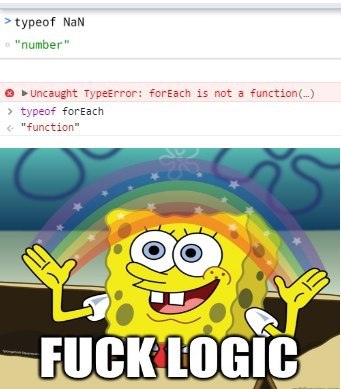 > typeof NaN
"number"
Uncaught TypeError: forEach is not a function(…)
> typeof forEach
"function"
FUCK LOGIC